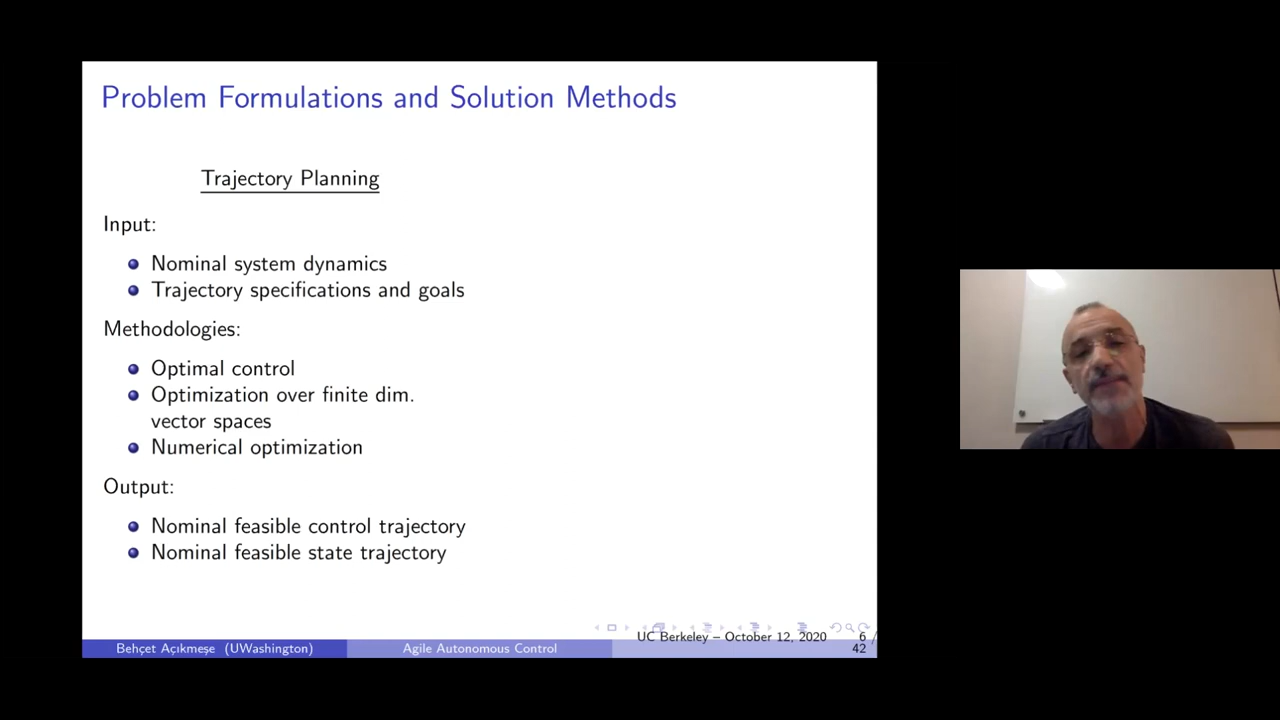 Problem Formulations and Solution Methods
Trajectory Planning
Input:
Nominal system dynamics
Trajectory specifications and goals
Methodologies:
Optimal control
Optimization over finite dim.
vector spaces
Numerical optimization
Output:
Nominal feasible control trajectory
Nominal feasible state trajectory
UC Berkeley – October 12, 2020 6 /
Behçet Açıkmeşe (UWashington) Agile Autonomous Control 42